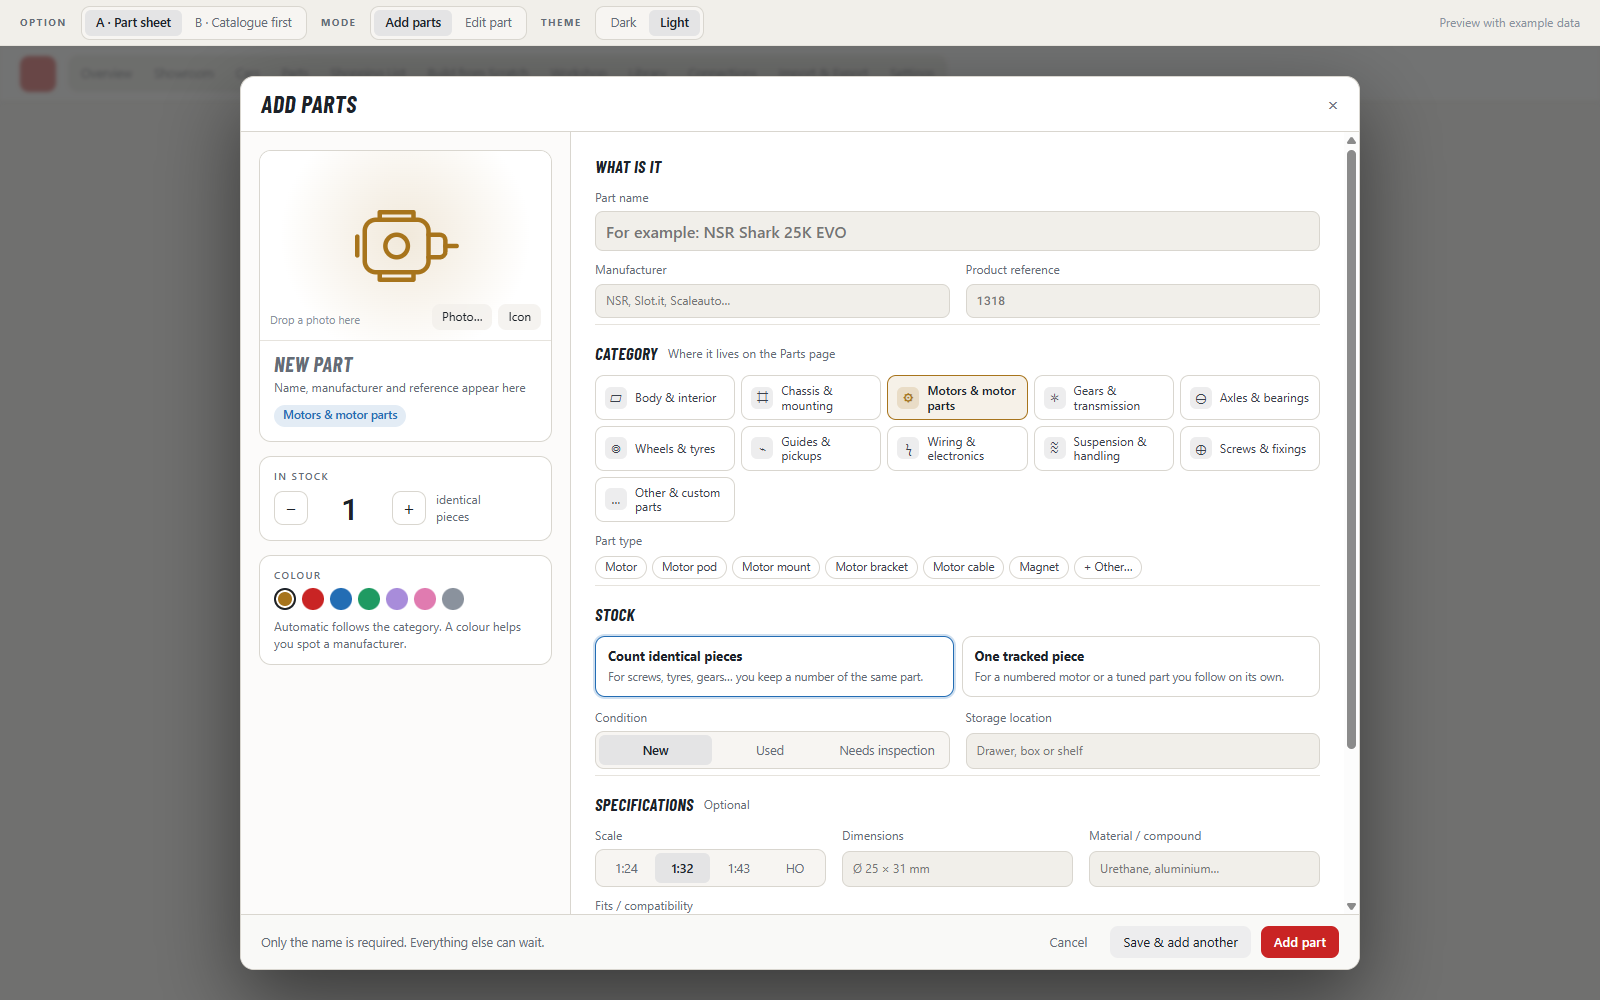 OPTION
A · Part sheet
B · Catalogue first
MODE
Add parts
Edit part
THEME
Dark
Light
Preview with example data
ADD PARTS
×
Drop a photo here
Photo...
Icon
NEW PART
Name, manufacturer and reference appear here
Motors & motor parts
IN STOCK
−
1
+
identical
pieces
COLOUR
Automatic follows the category. A colour helps
you spot a manufacturer.
WHAT IS IT
Part name
For example: NSR Shark 25K EVO
Manufacturer
Product reference
NSR, Slot.it, Scaleauto...
1318
CATEGORY
Where it lives on the Parts page
Body & interior
Chassis &
mounting
Motors & motor
parts
Gears &
transmission
Axles & bearings
Wheels & tyres
Guides &
pickups
Wiring &
electronics
Suspension &
handling
Screws & fixings
Other & custom
parts
Part type
Motor
Motor pod
Motor mount
Motor bracket
Motor cable
Magnet
+ Other...
STOCK
Count identical pieces
For screws, tyres, gears... you keep a number of the same part.
One tracked piece
For a numbered motor or a tuned part you follow on its own.
Condition
Storage location
New
Used
Needs inspection
Drawer, box or shelf
SPECIFICATIONS
Optional
Scale
Dimensions
Material / compound
1:24
1:32
1:43
HO
Ø 25 × 31 mm
Urethane, aluminium...
Fits / compatibility
Only the name is required. Everything else can wait.
Cancel
Save & add another
Add part